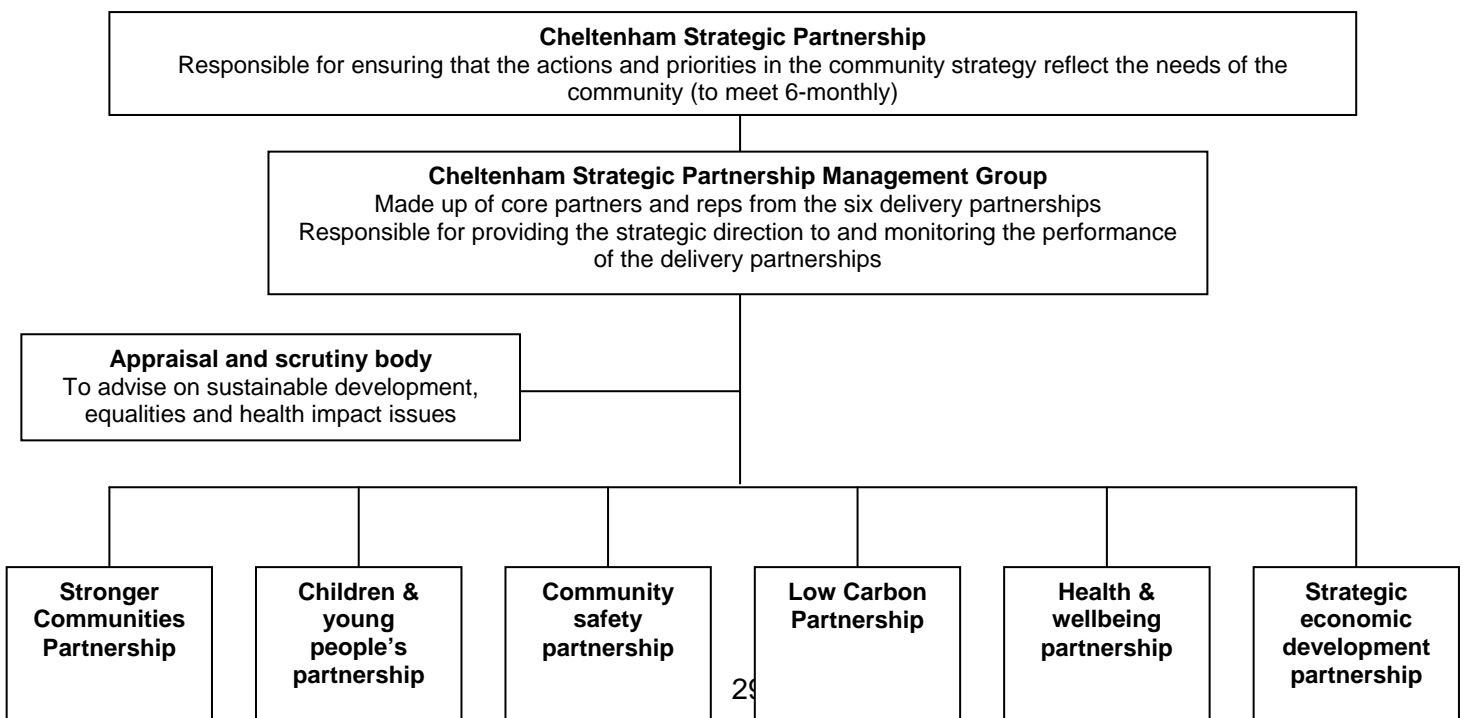 Cheltenham Strategic Partnership
Responsible for ensuring that the actions and priorities in the community strategy reflect the needs of the
community (to meet 6-monthly)
Cheltenham Strategic Partnership Management Group
Made up of core partners and reps from the six delivery partnerships
Responsible for providing the strategic direction to and monitoring the performance
of the delivery partnerships
Appraisal and scrutiny body
To advise on sustainable development,
equalities and health impact issues
Stronger
Communities
Partnership
Children &
young
people’s
partnership
Community
safety
partnership
Low Carbon
Partnership
Health &
wellbeing
partnership
Strategic
economic
development
partnership